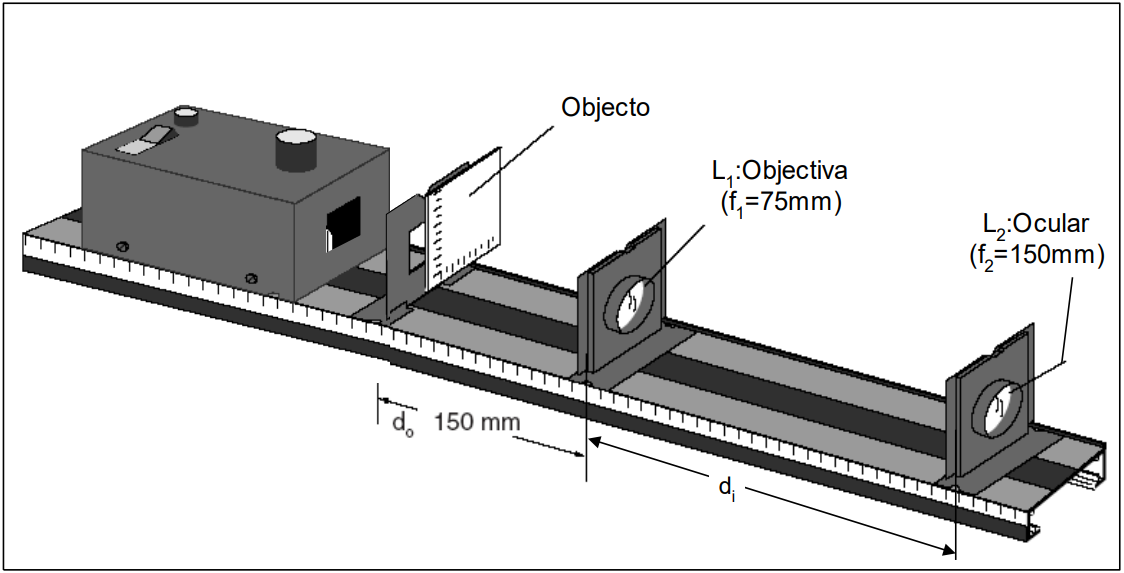 Objecto
L1:Objectiva
(f1=75mm)
L2:Ocular
(f2=150mm)
do 150 mm
di